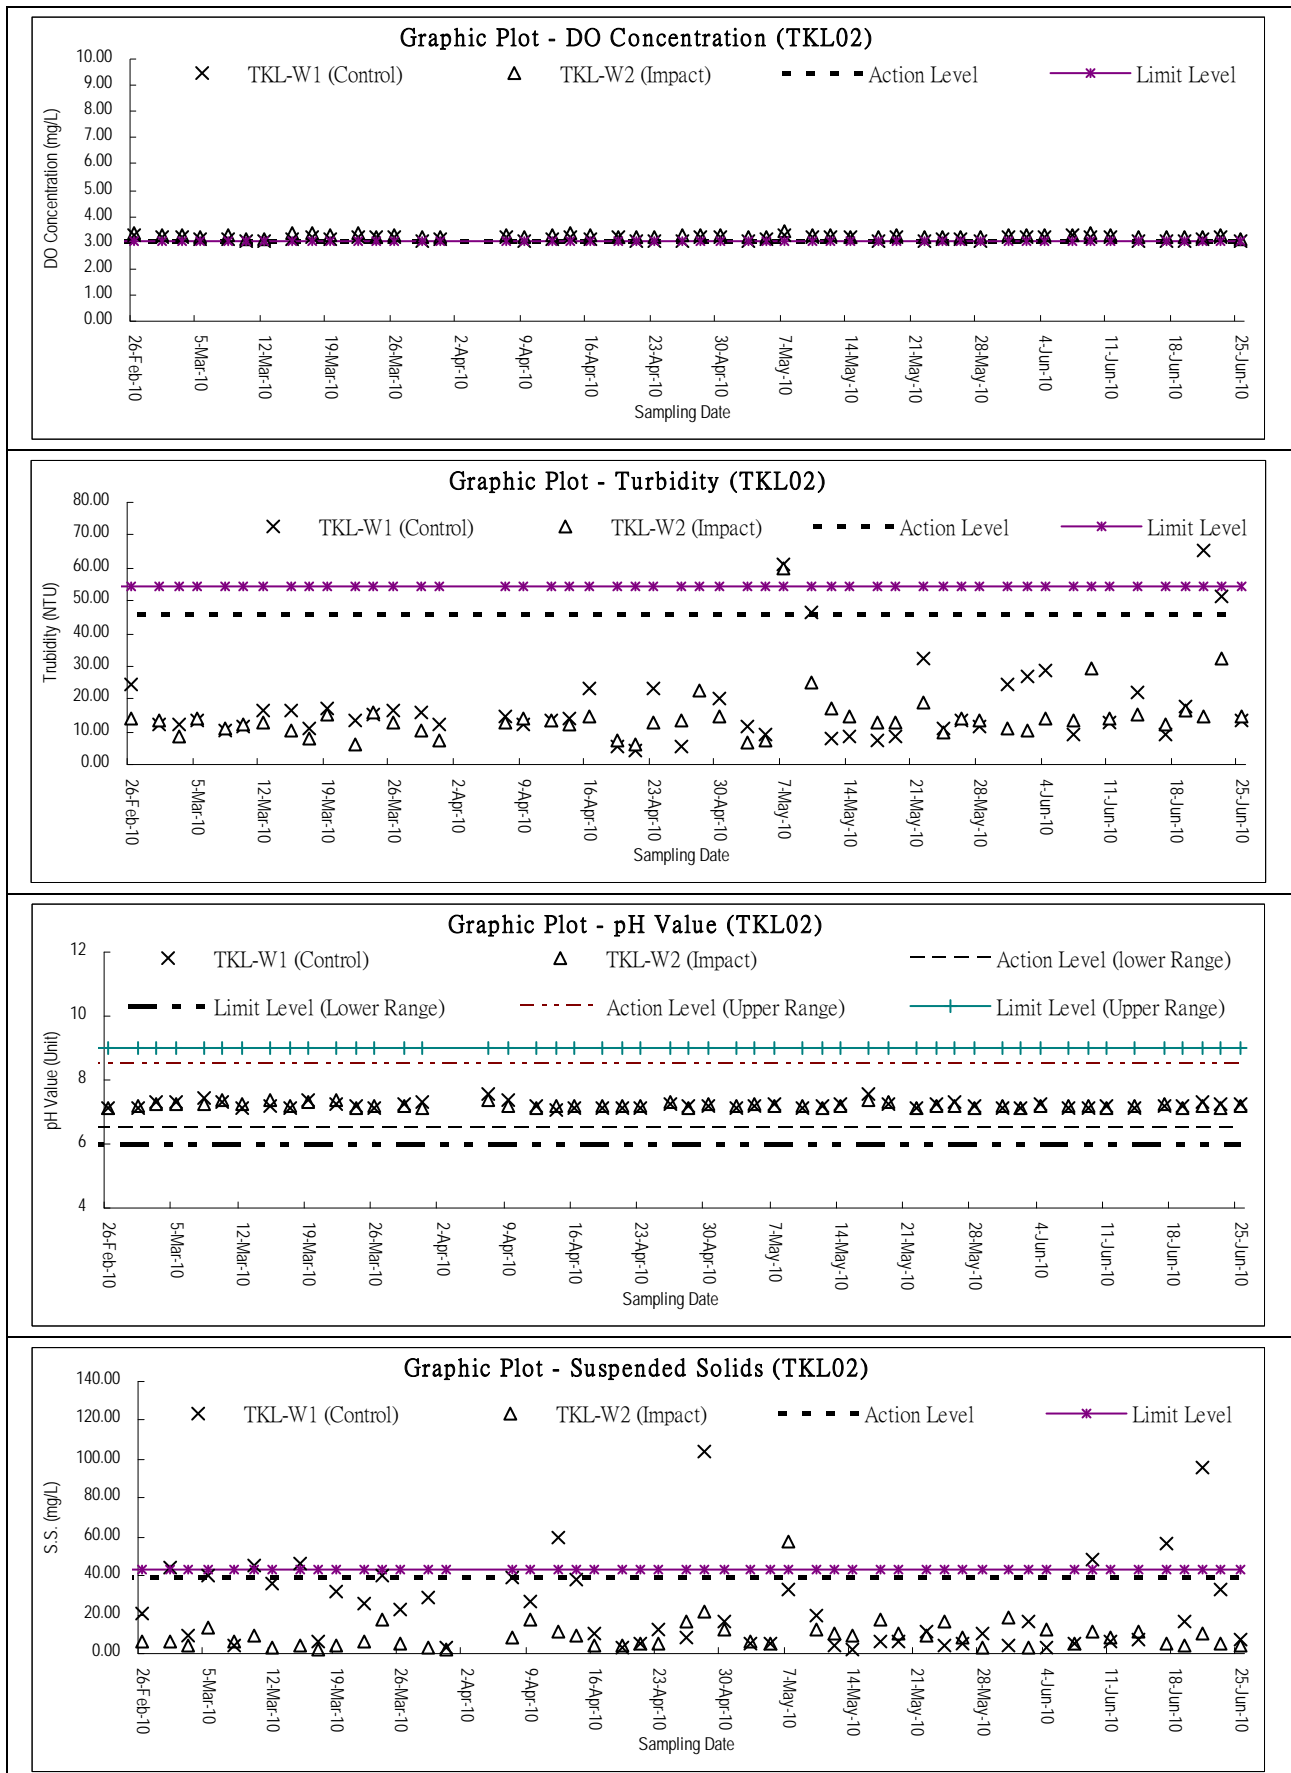 Graphic Plot - DO Concentration (TKL02)
TKL-W1 (Control) TKL-W2 (Impact) Action Level Limit Level
DO Concentration (mg/L)
10.00
9.00
8.00
7.00
6.00
5.00
4.00
3.00
2.00
1.00
0.00
26-Feb-10 5-Mar-10 12-Mar-10 19-Mar-10 26-Mar-10 2-Apr-10 9-Apr-10 16-Apr-10 23-Apr-10 30-Apr-10 7-May-10 14-May-10 21-May-10 28-May-10 4-Jun-10 11-Jun-10 18-Jun-10 25-Jun-10
Sampling Date
Graphic Plot - Turbidity (TKL02)
TKL-W1 (Control) TKL-W2 (Impact) Action Level Limit Level
Trubidity (NTU)
80.00
70.00
60.00
50.00
40.00
30.00
20.00
10.00
0.00
26-Feb-10 5-Mar-10 12-Mar-10 19-Mar-10 26-Mar-10 2-Apr-10 9-Apr-10 16-Apr-10 23-Apr-10 30-Apr-10 7-May-10 14-May-10 21-May-10 28-May-10 4-Jun-10 11-Jun-10 18-Jun-10 25-Jun-10
Sampling Date
Graphic Plot - pH Value (TKL02)
TKL-W1 (Control) TKL-W2 (Impact) Action Level (lower Range)
Limit Level (Lower Range) Action Level (Upper Range) Limit Level (Upper Range)
pH Value (Unit)
12
10
8
6
4
26-Feb-10 5-Mar-10 12-Mar-10 19-Mar-10 26-Mar-10 2-Apr-10 9-Apr-10 16-Apr-10 23-Apr-10 30-Apr-10 7-May-10 14-May-10 21-May-10 28-May-10 4-Jun-10 11-Jun-10 18-Jun-10 25-Jun-10
Sampling Date
Graphic Plot - Suspended Solids (TKL02)
TKL-W1 (Control) TKL-W2 (Impact) Action Level Limit Level
S.S. (mg/L)
140.00
120.00
100.00
80.00
60.00
40.00
20.00
0.00
26-Feb-10 5-Mar-10 12-Mar-10 19-Mar-10 26-Mar-10 2-Apr-10 9-Apr-10 16-Apr-10 23-Apr-10 30-Apr-10 7-May-10 14-May-10 21-May-10 28-May-10 4-Jun-10 11-Jun-10 18-Jun-10 25-Jun-10
Sampling Date